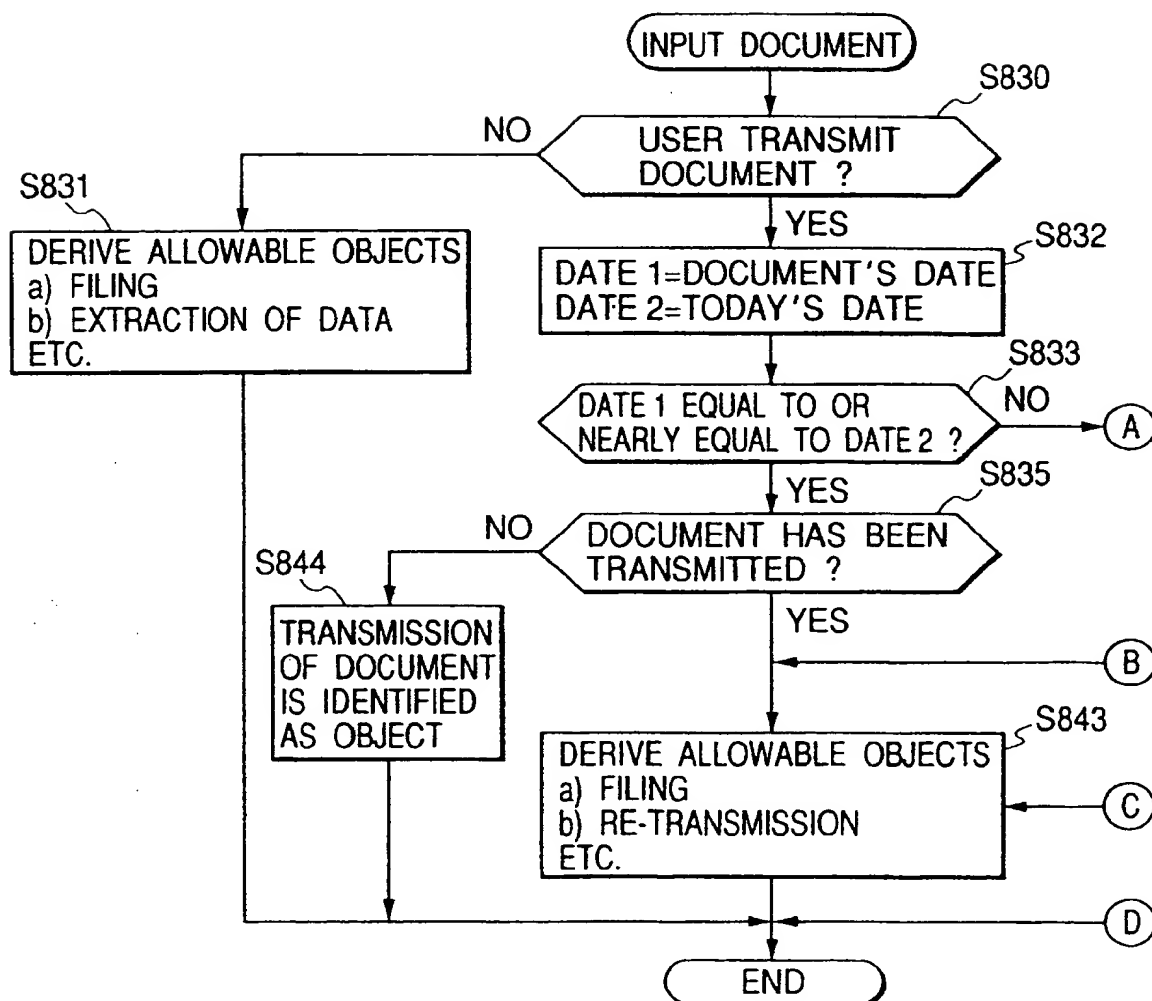 INPUT DOCUMENT
S830
USER TRANSMIT
DOCUMENT ?
NO
YES
S831
DERIVE ALLOWABLE OBJECTS
a) FILING
b) EXTRACTION OF DATA
ETC.
S832
DATE 1=DOCUMENT'S DATE
DATE 2=TODAY'S DATE
S833
DATE 1 EQUAL TO OR
NEARLY EQUAL TO DATE 2 ?
NO
A
YES
S835
DOCUMENT HAS BEEN
TRANSMITTED ?
NO
YES
S844
TRANSMISSION
OF DOCUMENT
IS IDENTIFIED
AS OBJECT
B
S843
DERIVE ALLOWABLE OBJECTS
a) FILING
b) RE-TRANSMISSION
ETC.
C
D
END